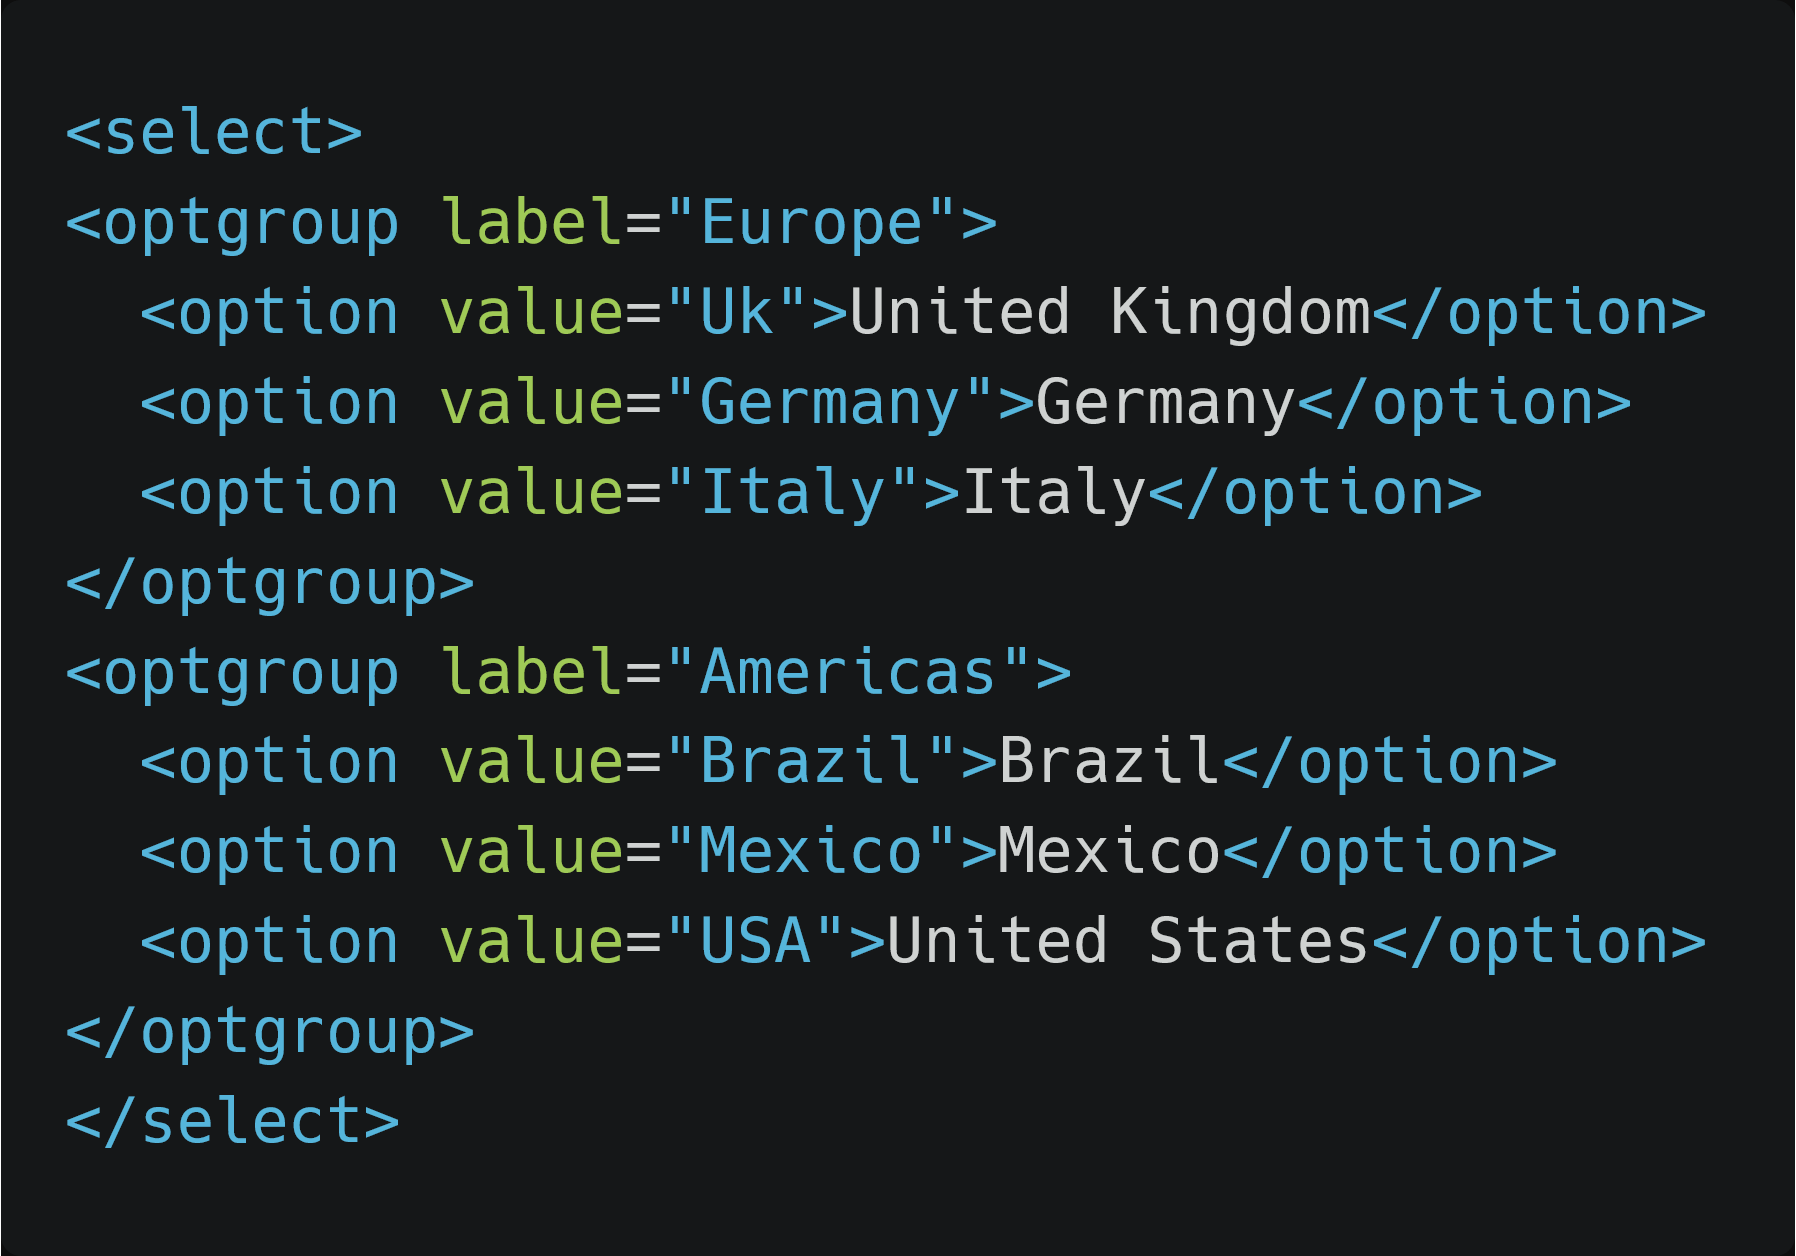 <select>
<optgroup label="Europe">
  <option value="Uk">United Kingdom</option>
  <option value="Germany">Germany</option>
  <option value="Italy">Italy</option>
</optgroup>
<optgroup label="Americas">
  <option value="Brazil">Brazil</option>
  <option value="Mexico">Mexico</option>
  <option value="USA">United States</option>
</optgroup>
</select>